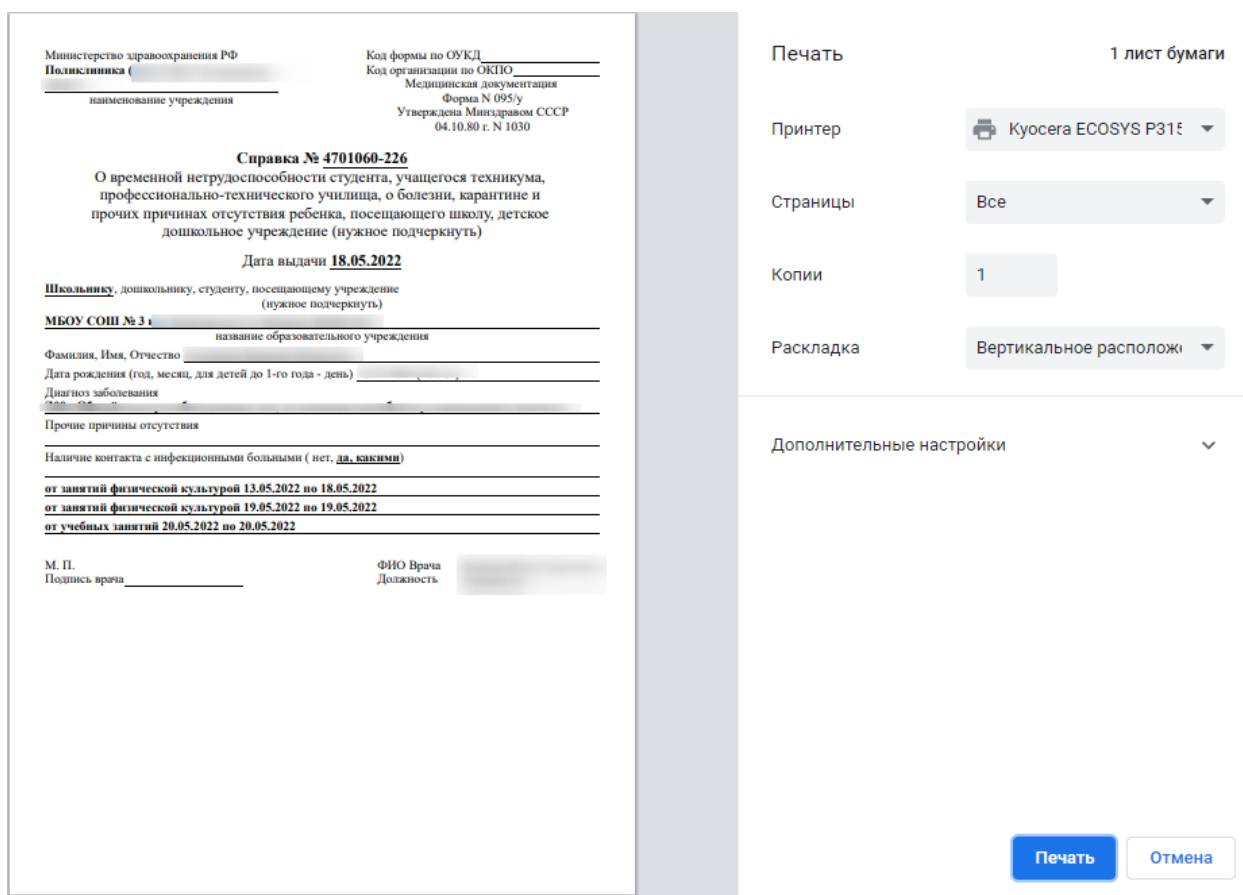 Министерство здравоохранения РФ
Поликлиника (
наименование учреждения
Код формы по ОУКД
Код организации по ОКПО
Медицинская документация
Форма N 095/у
Утверждена Минздравом СССР
04.10.80 г. N 1030
Справка № 4701060-226
О временной нетрудоспособности студента, учащегося техникума,
профессионально-технического училища, о болезни, карантине и
прочих причинах отсутствия ребенка, посещающего школу, детское
дошкольное учреждение (нужное подчеркнуть)
Дата выдачи 18.05.2022
Школьнику, дошкольнику, студенту, посещающему учреждение
(нужное подчеркнуть)
МБОУ СОШ № 3
название образовательного учреждения
Фамилия, Имя, Отчество
Дата рождения (год, месяц, для детей до 1-го года - день)
Диагноз заболевания
Прочие причины отсутствия
Наличие контакта с инфекционными больными ( нет, да, какими)
от занятий физической культурой 13.05.2022 по 18.05.2022
от занятий физической культурой 19.05.2022 по 19.05.2022
от учебных занятий 20.05.2022 по 20.05.2022
М. П.
Подпись врача
ФИО Врача
Должность
Печать
1 лист бумаги
Принтер
Kyocera ECOSYS P315
Страницы
Все
Копии
1
Раскладка
Вертикальное располож
Дополнительные настройки
Печать
Отмена